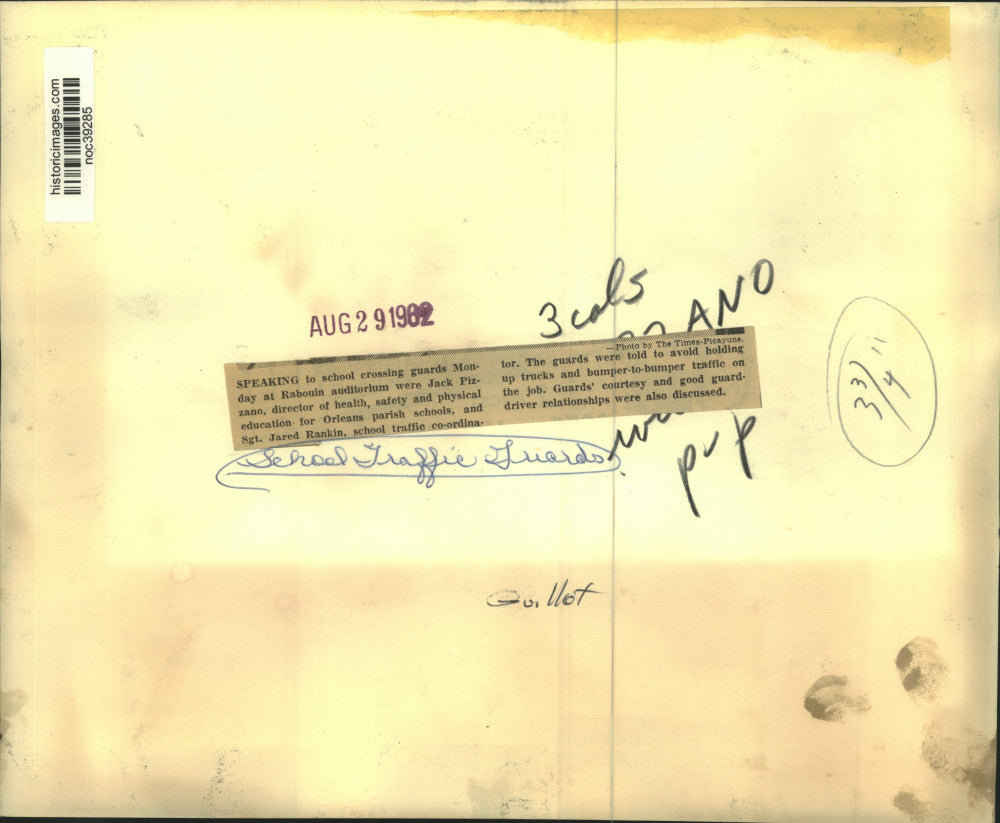 historicimages.com
noc39285
AUG 29 1962
3 cols
ANO
—Photo by The Times-Picayune.
SPEAKING to school crossing guards Mon-
day at Rabouin auditorium were Jack Piz-
zano, director of health, safety and physical
education for Orleans parish schools, and
Sgt. Jared Rankin, school traffic co-ordina-
tor. The guards were told to avoid holding
up trucks and bumper-to-bumper traffic on
the job. Guards' courtesy and good guard-
driver relationships were also discussed.
School Traffic Guards
pup
33/4"
Guillot